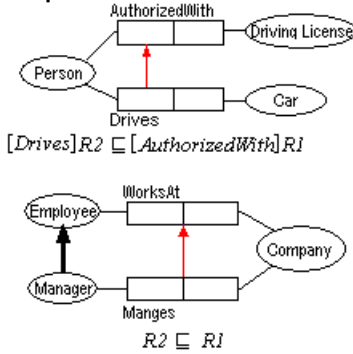 AuthorizedWith
Driving License
Person
Car
Drives
[Drives]R2 ⊑ [AuthorizedWith]R1
WorksAt
Employee
Company
Manager
Manges
R2 ⊑ R1